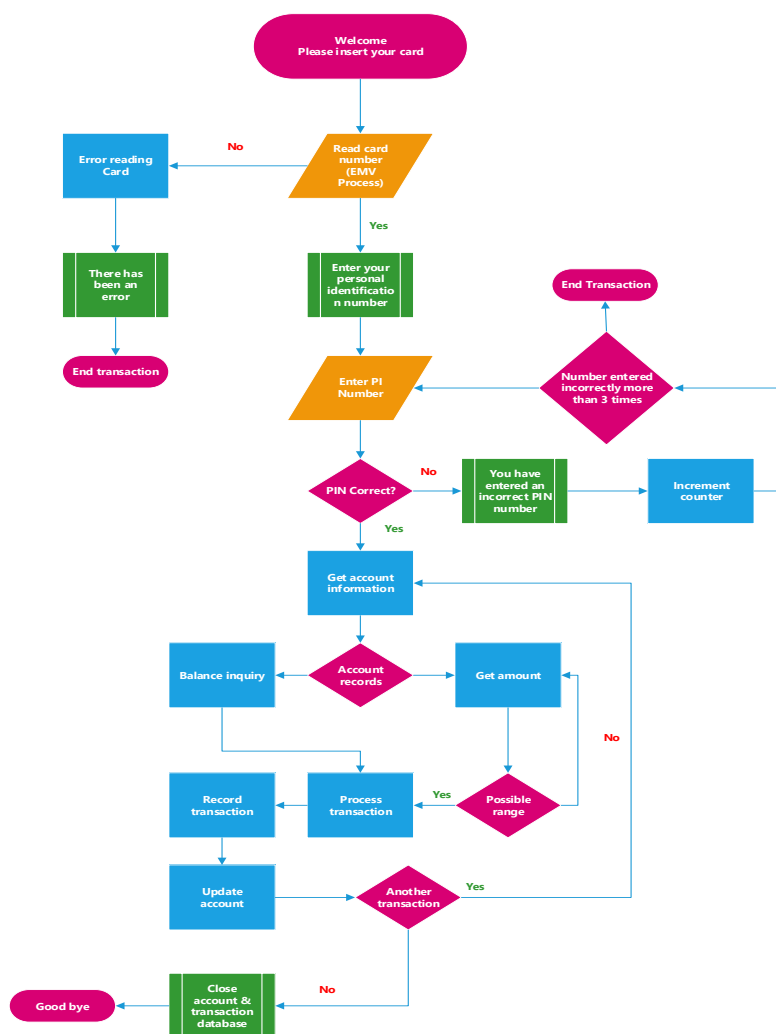 Welcome
Please insert your card
Error reading
Card
No
Read card
number
(EMV
Process)
Yes
There has
been an
error
Enter your
personal
identificatio
n number
End Transaction
End transaction
Enter PI
Number
Number entered
incorrectly more
than 3 times
PIN Correct?
No
You have
entered an
incorrect PIN
number
Increment
counter
Yes
Get account
information
Balance inquiry
Account
records
Get amount
No
Record
transaction
Process
transaction
Yes
Possible
range
Update
account
Another
transaction
Yes
No
Good bye
Close
account &
transaction
database